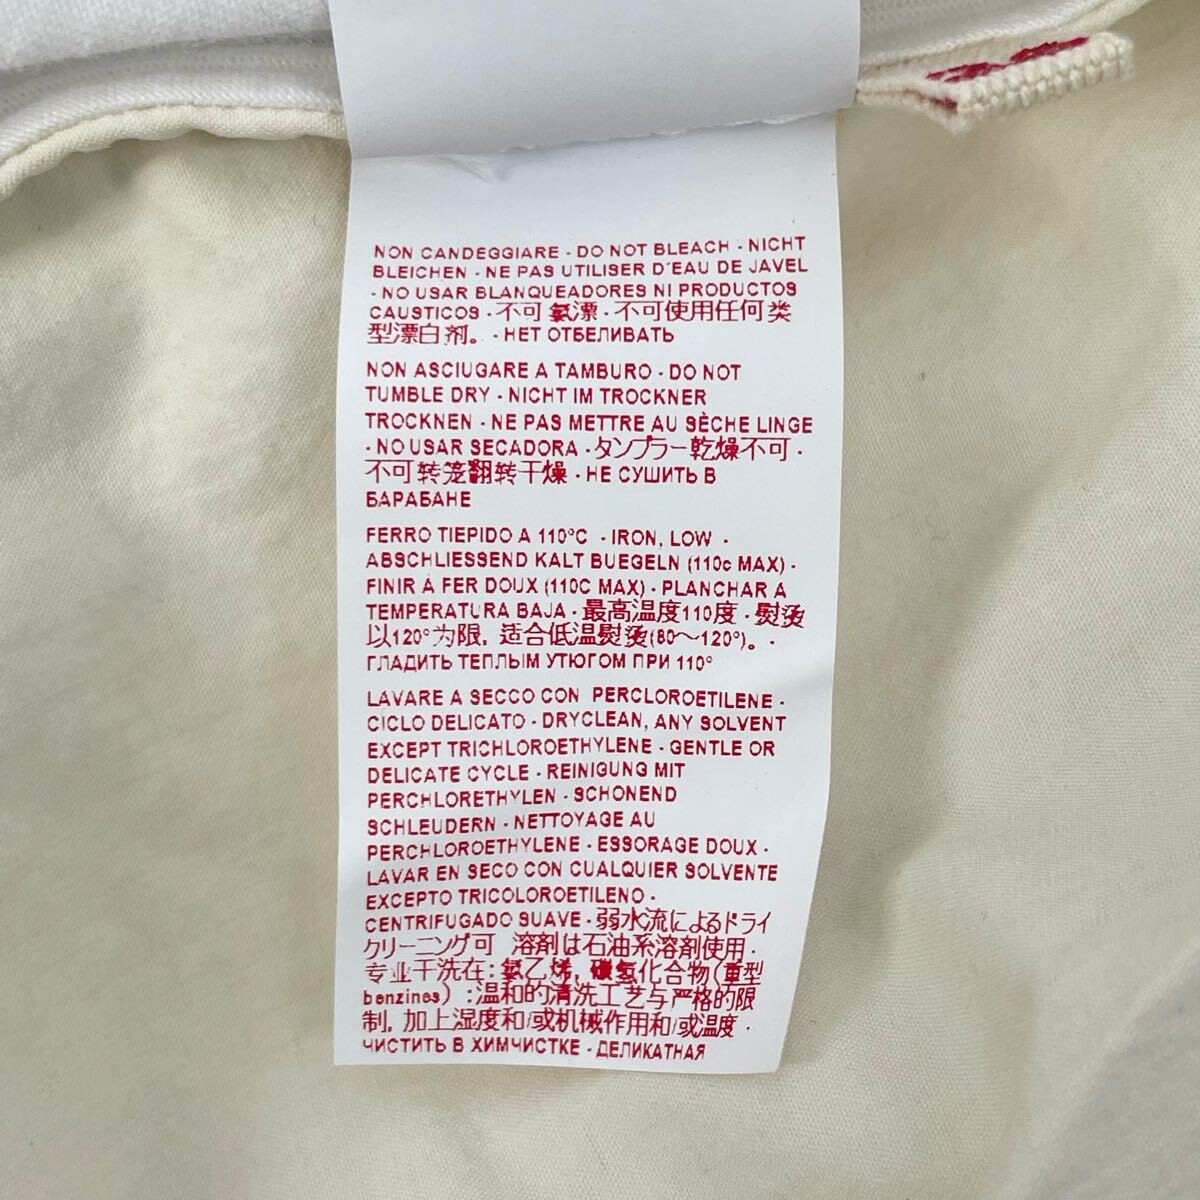 NON CANDEGGIARE - DO NOT BLEACH - NICHT
BLEICHEN - NE PAS UTILISER D'EAU DE JAVEL
- NO USAR BLANQUEADORES NI PRODUCTOS
CAUSTICOS - 不可氯漂 - 不可使用任何类
型漂白剂。 - НЕТ ОТБЕЛИВАТЬ
NON ASCIUGARE A TAMBURO - DO NOT
TUMBLE DRY - NICHT IM TROCKNER
TROCKNEN - NE PAS METTRE AU SÈCHE LINGE
- NO USAR SECADORA - タンブラー乾燥不可 -
不可转笼翻转干燥 - НЕ СУШИТЬ В
БАРАБАНЕ
FERRO TIEPIDO A 110°C - IRON, LOW -
ABSCHLIESSEND KALT BUEGELN (110c MAX) -
FINIR À FER DOUX (110C MAX) - PLANCHAR A
TEMPERATURA BAJA - 最高温度110度 - 熨烫
以120°为限, 适合低温熨烫(80～120°)。 -
ГЛАДИТЬ ТЕПЛЫМ УТЮГОМ ПРИ 110°
LAVARE A SECCO CON PERCLOROETILENE -
CICLO DELICATO - DRYCLEAN, ANY SOLVENT
EXCEPT TRICHLOROETHYLENE - GENTLE OR
DELICATE CYCLE - REINIGUNG MIT
PERCHLORETHYLEN - SCHONEND
SCHLEUDERN - NETTOYAGE AU
PERCHLOROETHYLENE - ESSORAGE DOUX -
LAVAR EN SECO CON CUALQUIER SOLVENTE
EXCEPTO TRICOLOROETILENO -
CENTRIFUGADO SUAVE - 弱水流によるドライ
クリーニング可 溶剤は石油系溶剤使用 -
专业干洗在: 氯乙烯, 碳氢化合物(重型
benzines) :温和的清洗工艺与严格的限
制, 加上湿度和/或机械作用和/或温度 -
ЧИСТИТЬ В ХИМЧИСТКЕ - ДЕЛИКАТНАЯ